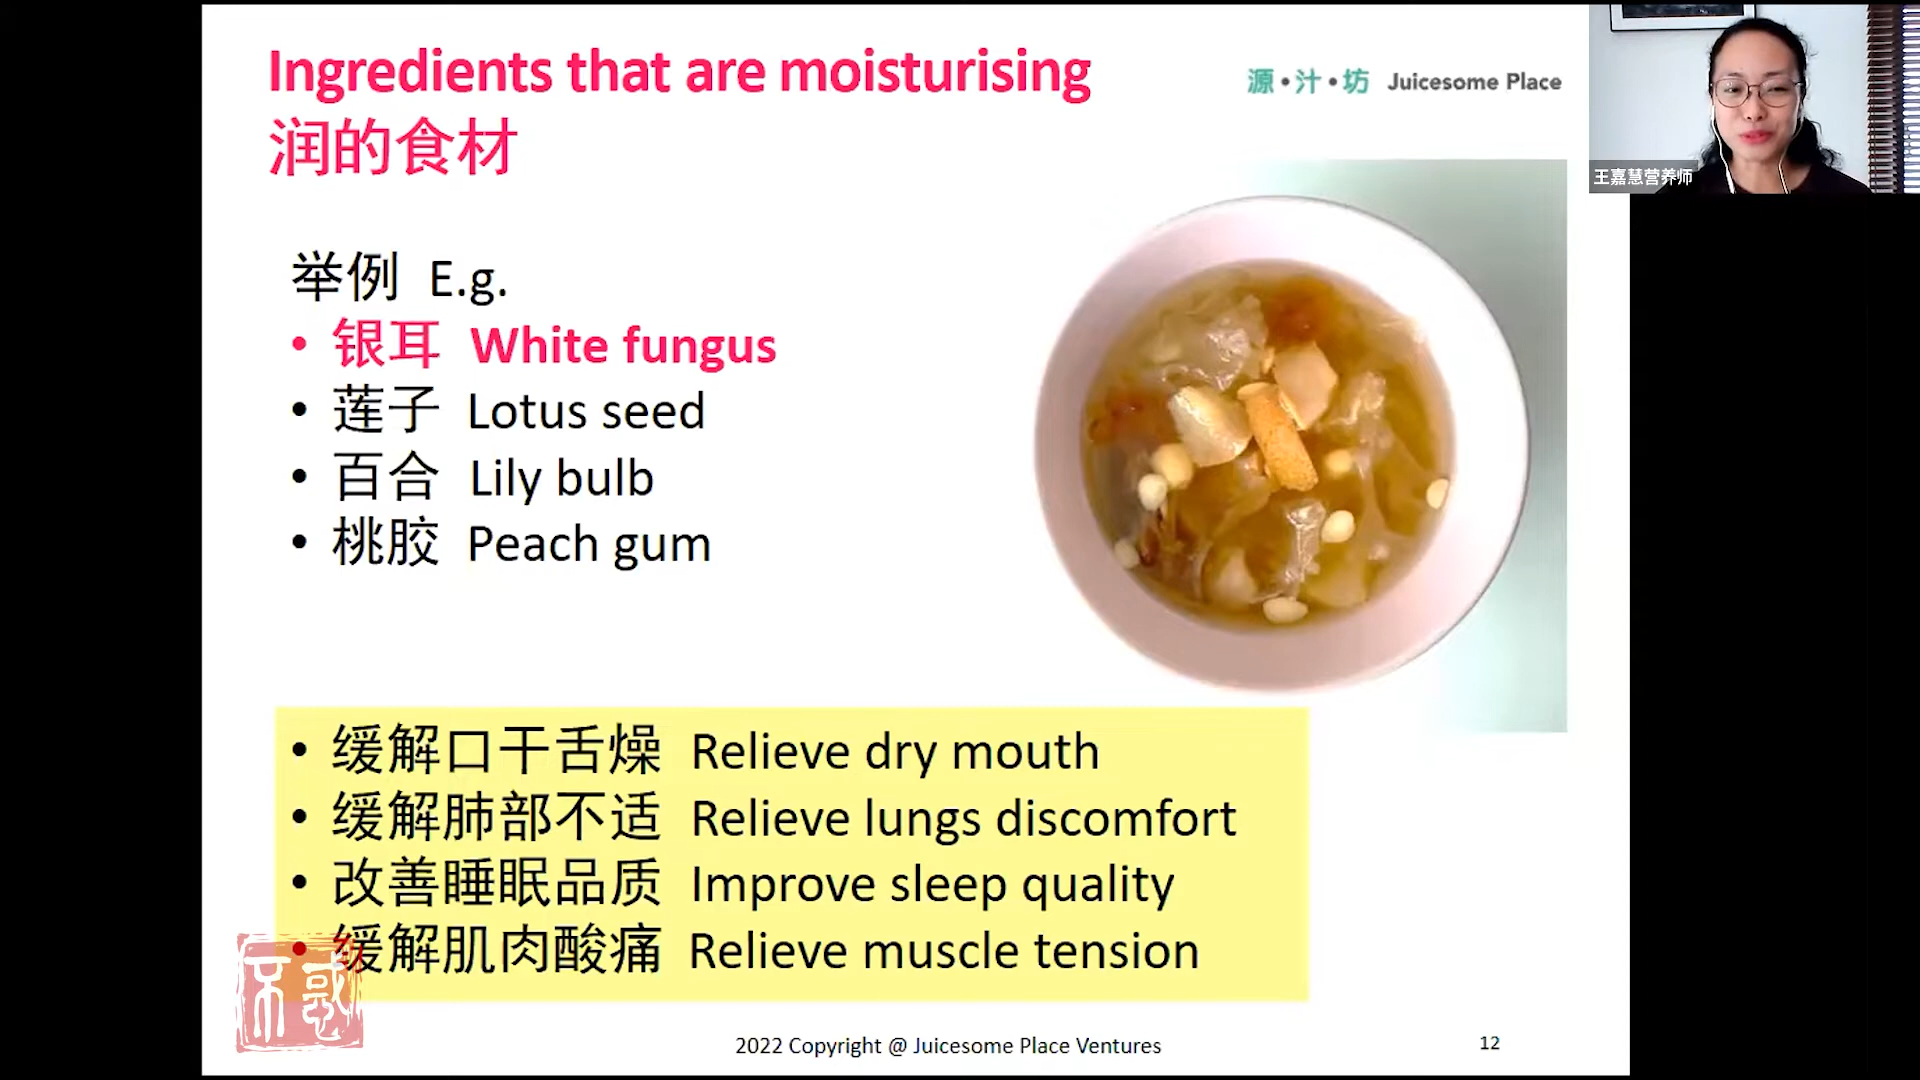 Ingredients that are moisturising
润的食材
源•汁•坊 Juicesome Place
王嘉慧营养师
举例 E.g.
• 银耳 White fungus
• 莲子 Lotus seed
• 百合 Lily bulb
• 桃胶 Peach gum
• 缓解口干舌燥 Relieve dry mouth
• 缓解肺部不适 Relieve lungs discomfort
• 改善睡眠品质 Improve sleep quality
• 缓解肌肉酸痛 Relieve muscle tension
不惑
2022 Copyright @ Juicesome Place Ventures
12